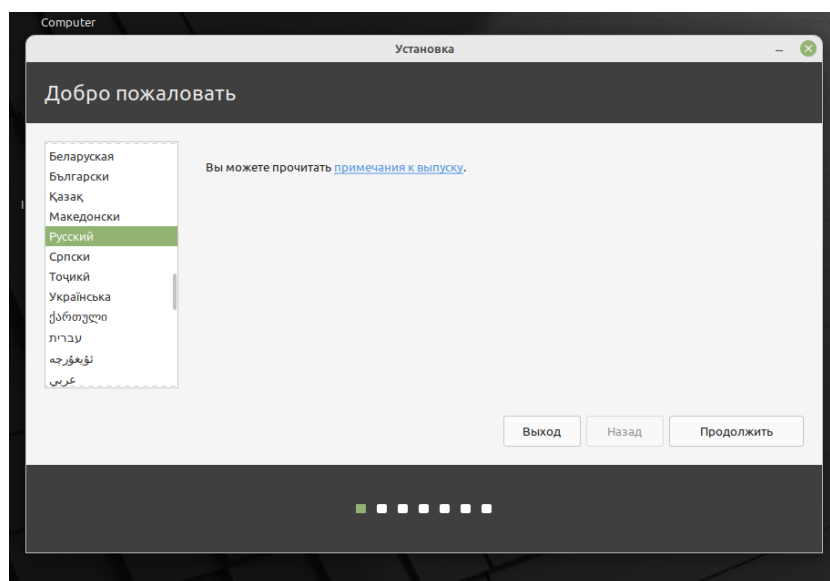 Computer
Установка
Добро пожаловать
Беларуская
Български
Қазақ
Македонски
Русский
Српски
Тоҷикӣ
Українська
ქართული
עברית
ئۇيغۇرچە
عربي
Вы можете прочитать примечания к выпуску.
Выход
Назад
Продолжить